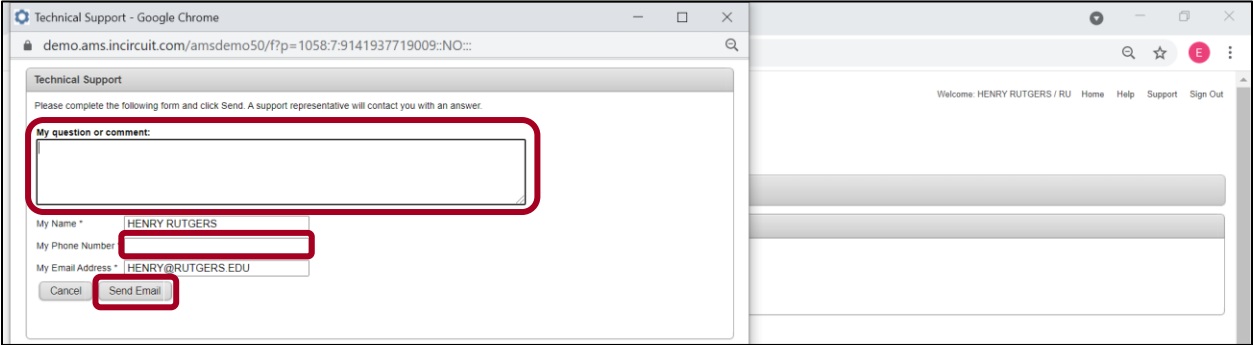 Technical Support - Google Chrome
demo.ams.incircuit.com/amsdemo50/f?p=1058:7:9141937719009::NO:::
E
Technical Support
Welcome: HENRY RUTGERS / RU Home Help Support Sign Out
Please complete the following form and click Send. A support representative will contact you with an answer.
My question or comment:
My Name * HENRY RUTGERS
My Phone Number *
My Email Address * HENRY@RUTGERS.EDU
Cancel Send Email